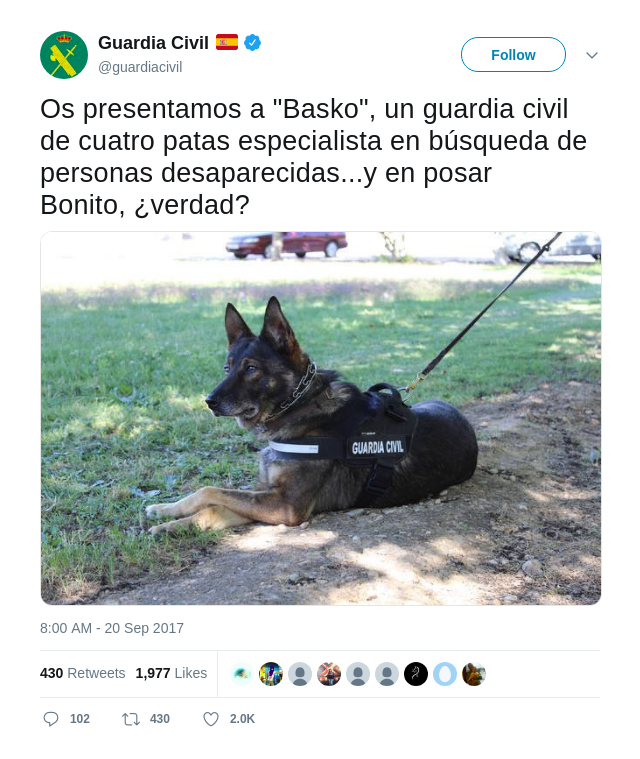 Guardia Civil
@guardiacivil
Follow
Os presentamos a "Basko", un guardia civil
de cuatro patas especialista en búsqueda de
personas desaparecidas...y en posar
Bonito, ¿verdad?
GUARDIA CIVIL
8:00 AM - 20 Sep 2017
430 Retweets 1,977 Likes
102 430 2.0K